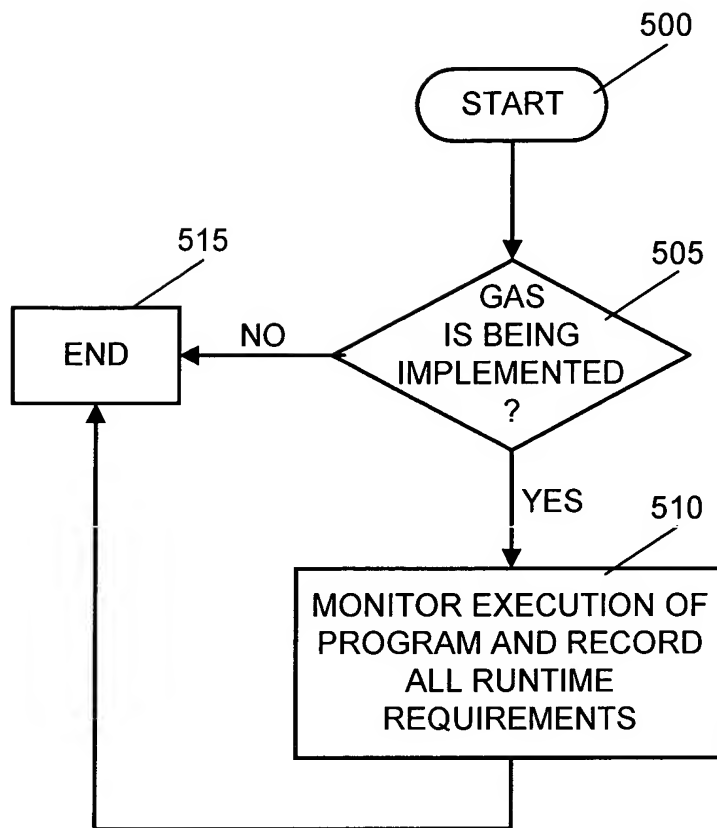 500
START
515
505
GAS
IS BEING
IMPLEMENTED
?
NO
END
YES
510
MONITOR EXECUTION OF
PROGRAM AND RECORD
ALL RUNTIME
REQUIREMENTS